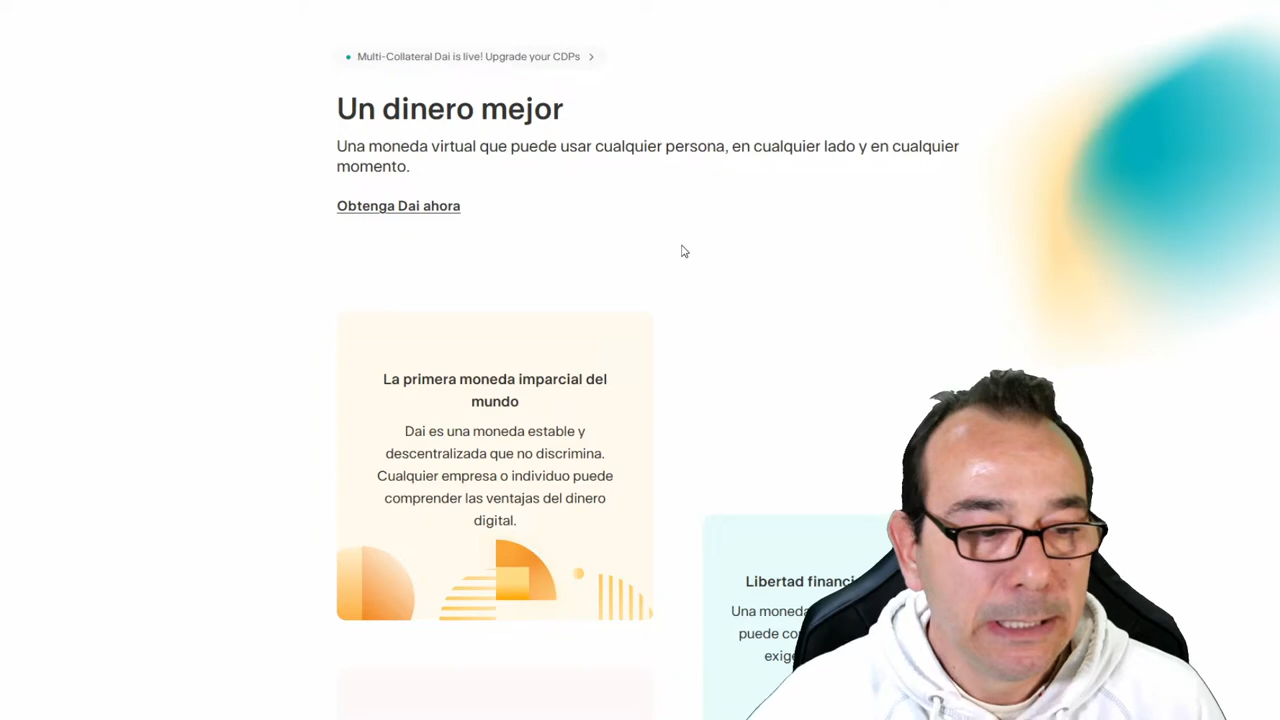 Multi-Collateral Dai is live! Upgrade your CDPs
Un dinero mejor
Una moneda virtual que puede usar cualquier persona, en cualquier lado y en cualquier
momento.
Obtenga Dai ahora
La primera moneda imparcial del
mundo
Dai es una moneda estable y
descentralizada que no discrimina.
Cualquier empresa o individuo puede
comprender las ventajas del dinero
digital.
Libertad
Una moneda
puede